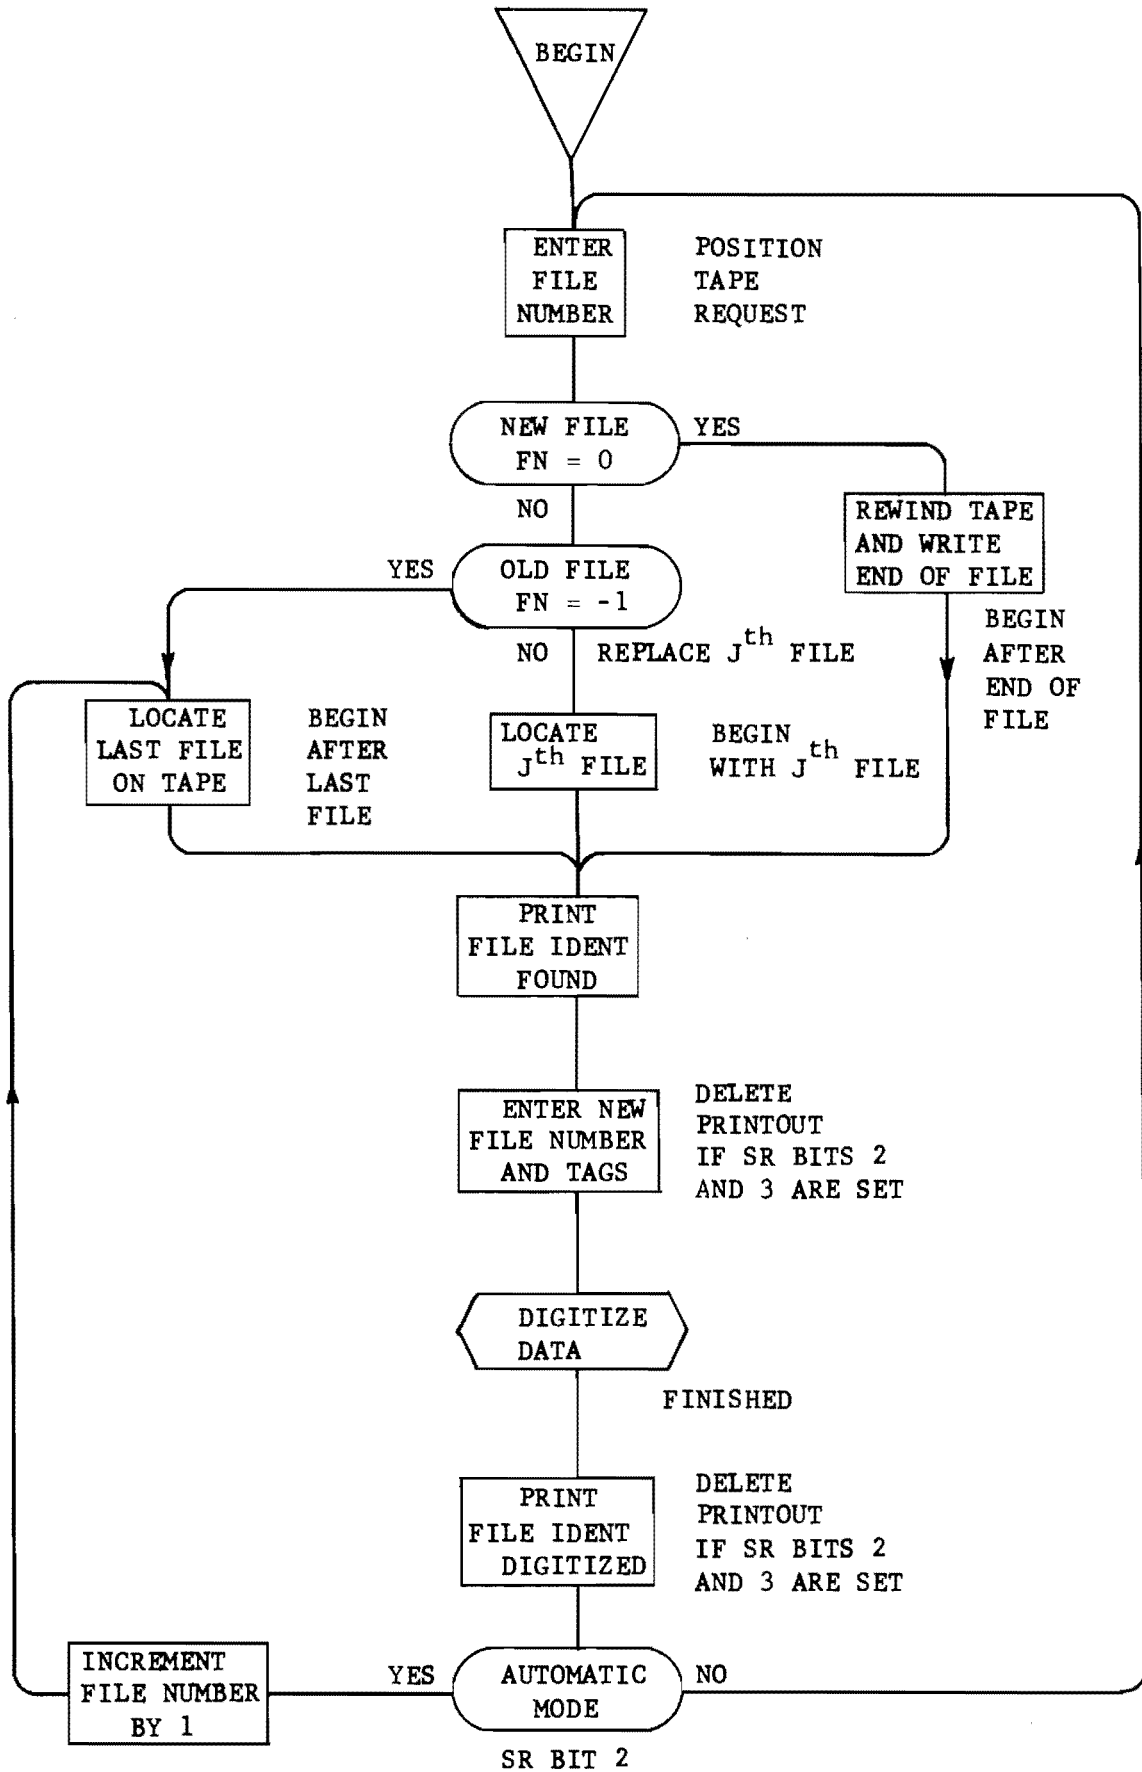 BEGIN
ENTER
FILE
NUMBER
POSITION
TAPE
REQUEST
NEW FILE
FN = 0
YES
NO
REWIND TAPE
AND WRITE
END OF FILE
OLD FILE
FN = -1
YES
NO
REPLACE Jth FILE
BEGIN
AFTER
END OF
FILE
LOCATE
LAST FILE
ON TAPE
BEGIN
AFTER
LAST
FILE
LOCATE
Jth FILE
BEGIN
WITH Jth FILE
PRINT
FILE IDENT
FOUND
ENTER NEW
FILE NUMBER
AND TAGS
DELETE
PRINTOUT
IF SR BITS 2
AND 3 ARE SET
DIGITIZE
DATA
FINISHED
PRINT
FILE IDENT
DIGITIZED
DELETE
PRINTOUT
IF SR BITS 2
AND 3 ARE SET
INCREMENT
FILE NUMBER
BY 1
YES
AUTOMATIC
MODE
NO
SR BIT 2